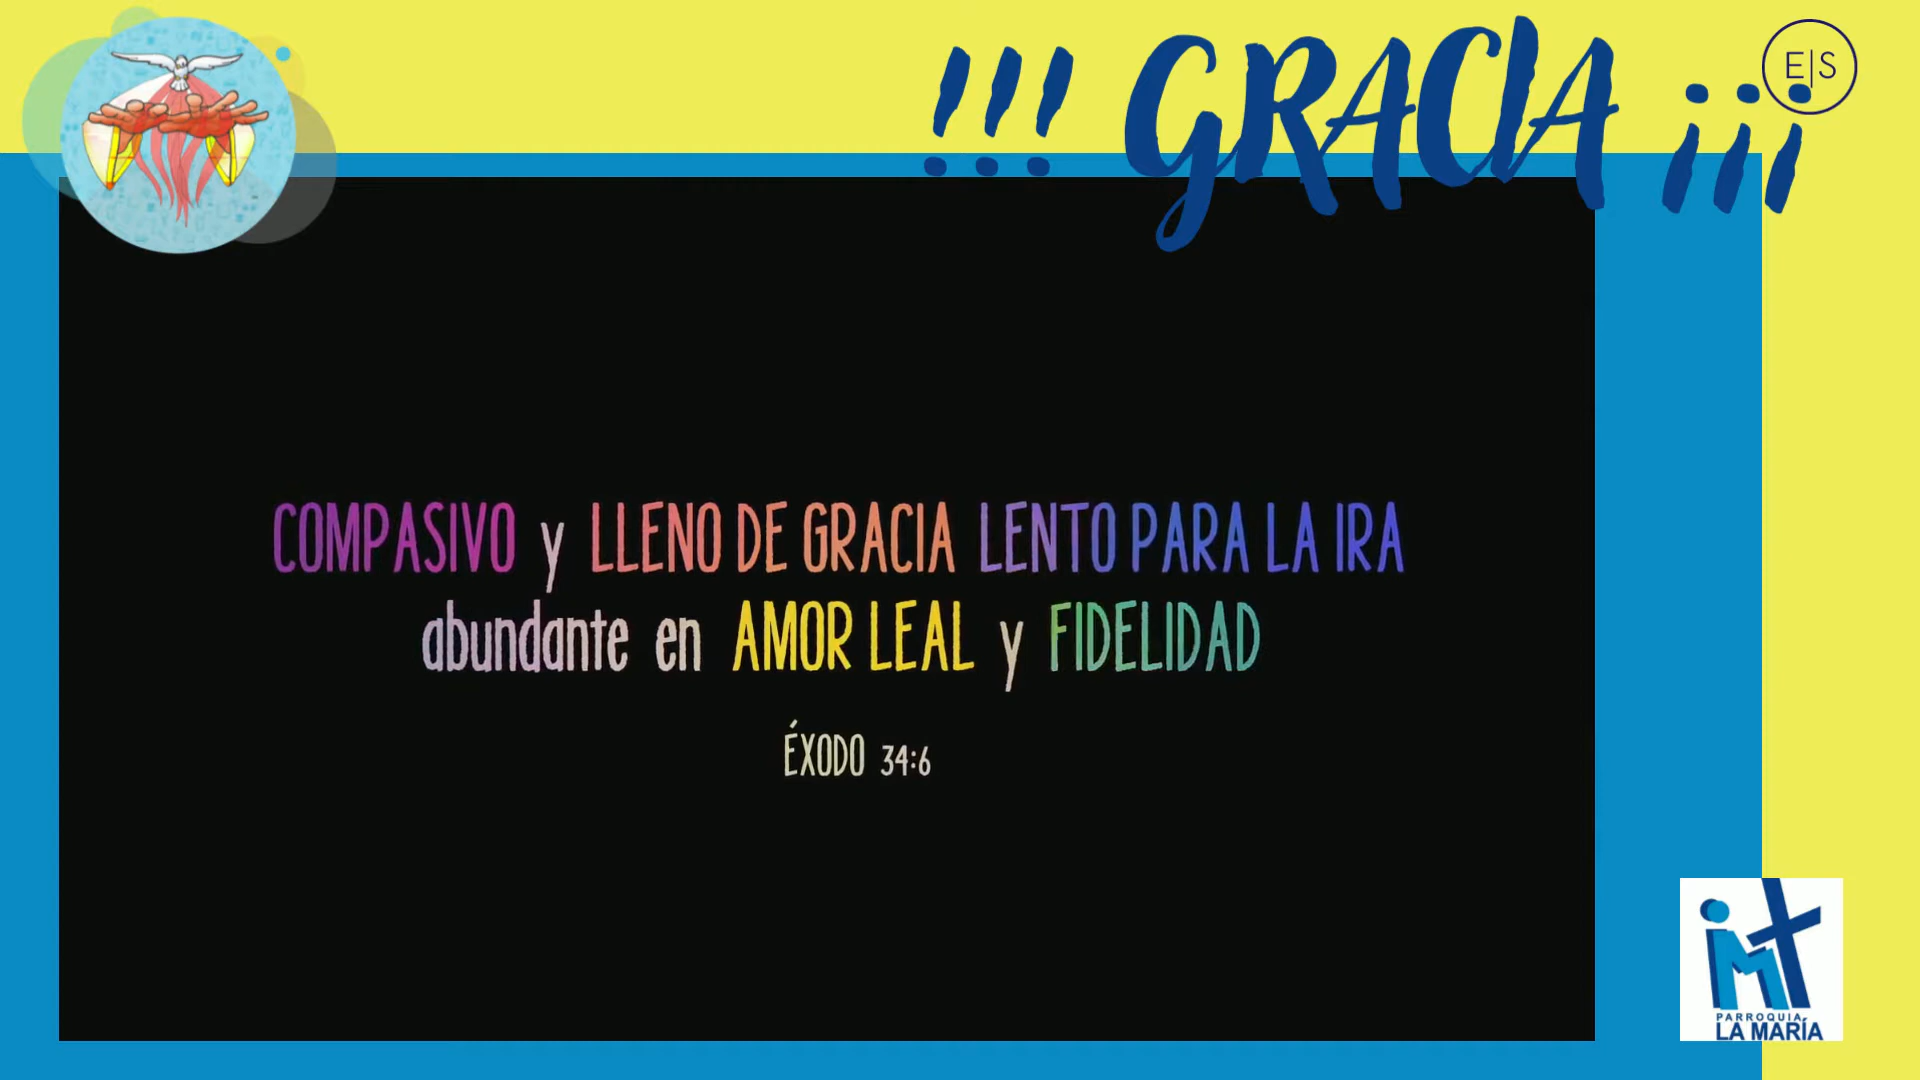 !!! GRACIA ¡¡¡
E|S
COMPASIVO y LLENO DE GRACIA LENTO PARA LA IRA
abundante en AMOR LEAL y FIDELIDAD
ÉXODO 34:6
PARROQUIA
LA MARÍA